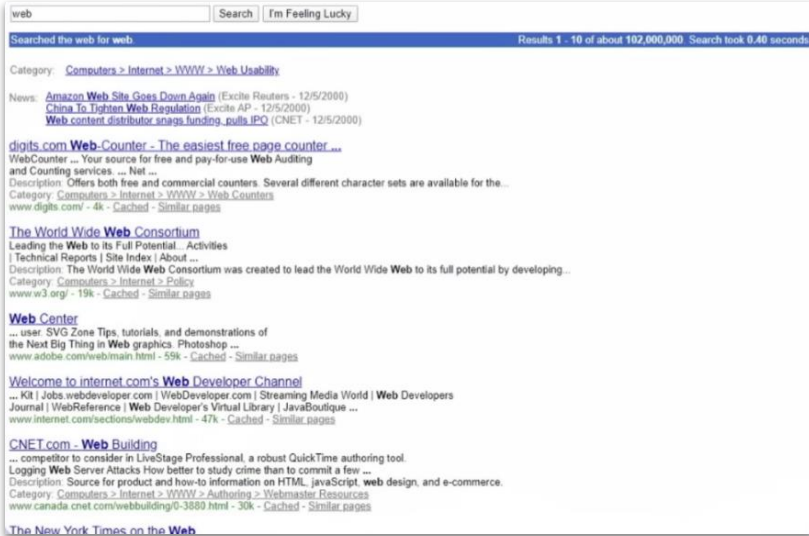 web Search I'm Feeling Lucky
Searched the web for web. Results 1 - 10 of about 102,000,000. Search took 0.40 seconds
Category: Computers > Internet > WWW > Web Usability
News: Amazon Web Site Goes Down Again (Excite Reuters - 12/5/2000)
China To Tighten Web Regulation (Excite AP - 12/5/2000)
Web content distributor snags funding, pulls IPO (CNET - 12/5/2000)
digits.com Web-Counter - The easiest free page counter ...
WebCounter ... Your source for free and pay-for-use Web Auditing
and Counting services. ... Net ...
Description: Offers both free and commercial counters. Several different character sets are available for the...
Category: Computers > Internet > WWW > Web Counters
www.digits.com/ - 4k - Cached - Similar pages
The World Wide Web Consortium
Leading the Web to its Full Potential... Activities
| Technical Reports | Site Index | About ...
Description: The World Wide Web Consortium was created to lead the World Wide Web to its full potential by developing...
Category: Computers > Internet > Policy
www.w3.org/ - 19k - Cached - Similar pages
Web Center
... user. SVG Zone Tips, tutorials, and demonstrations of
the Next Big Thing in Web graphics. Photoshop ...
www.adobe.com/web/main.html - 59k - Cached - Similar pages
Welcome to internet.com's Web Developer Channel
... Kit | Jobs.webdeveloper.com | WebDeveloper.com | Streaming Media World | Web Developers
Journal | WebReference | Web Developer's Virtual Library | JavaBoutique ...
www.internet.com/sections/webdev.html - 47k - Cached - Similar pages
CNET.com - Web Building
... competitor to consider in LiveStage Professional, a robust QuickTime authoring tool.
Logging Web Server Attacks How better to study crime than to commit a few ...
Description: Source for product and how-to information on HTML, javaScript, web design, and e-commerce.
Category: Computers > Internet > WWW > Authoring > Webmaster Resources
www.canada.cnet.com/webbuilding/0-3880.html - 30k - Cached - Similar pages
The New York Times on the Web